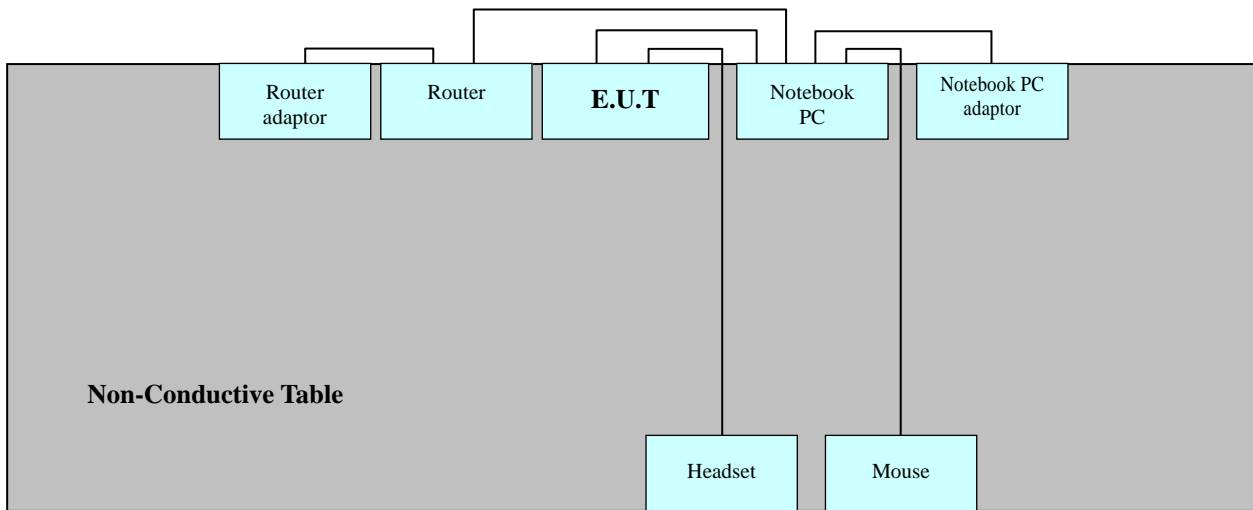 Router
adaptor
Router
E.U.T
Notebook
PC
Notebook PC
adaptor
Non-Conductive Table
Headset
Mouse